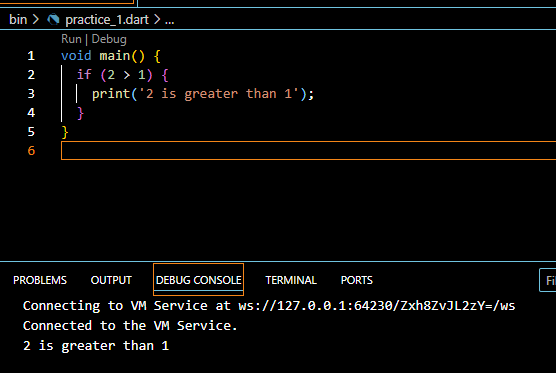 bin > practice_1.dart > ...
Run | Debug
1 void main() {
2 if (2 > 1) {
3 print('2 is greater than 1');
4 }
5 }
6
PROBLEMS OUTPUT DEBUG CONSOLE TERMINAL PORTS Fi
Connecting to VM Service at ws://127.0.0.1:64230/Zxh8ZvJL2zY=/ws
Connected to the VM Service.
2 is greater than 1